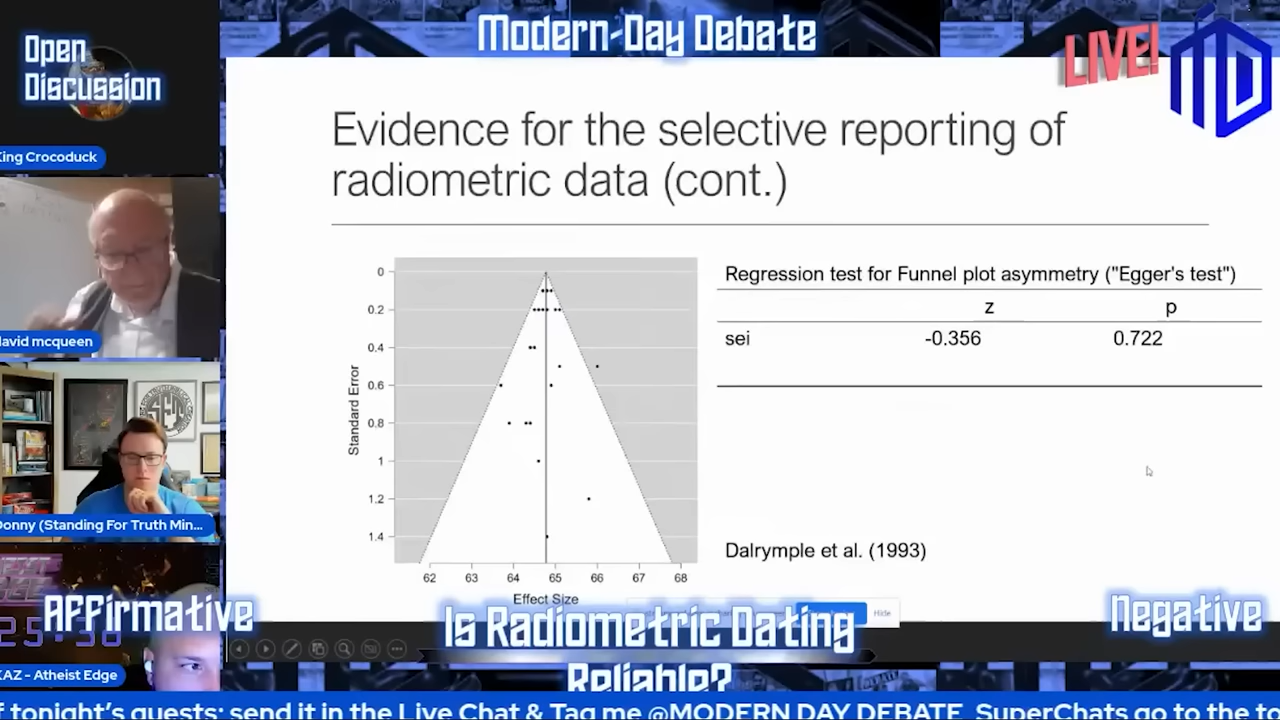 Modern-Day Debate
LIVE!
Open
Discussion
King Crocoduck
david mcqueen
Donny (Standing For Truth Min...
Affirmative
KAZ - Atheist Edge
Evidence for the selective reporting of
radiometric data (cont.)
Standard Error
0
0.2
0.4
0.6
0.8
1
1.2
1.4
62 63 64 65 66 67 68
Effect Size
Regression test for Funnel plot asymmetry ("Egger's test")
z p
sei -0.356 0.722
Dalrymple et al. (1993)
Hide
Negative
Is Radiometric Dating
Reliable?
f tonight's guests: send it in the Live Chat & Tag me @MODERN DAY DEBATE SuperChats go to the to